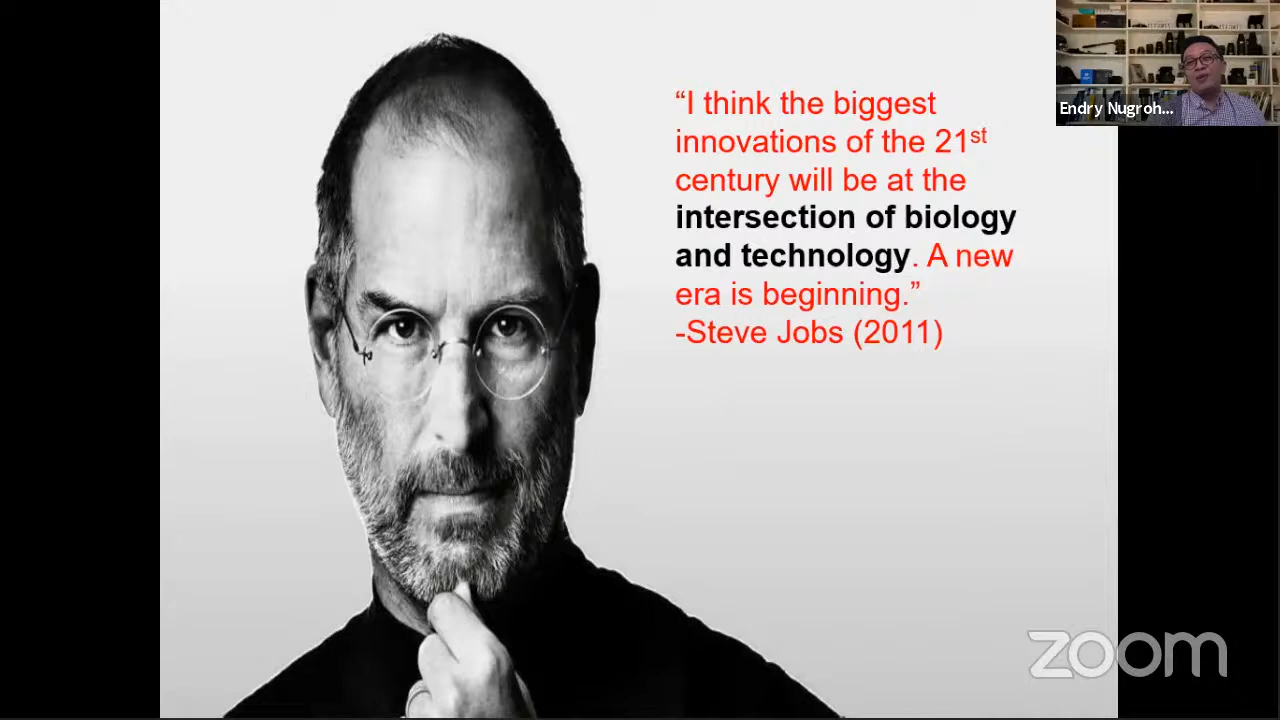 “I think the biggest
innovations of the 21st
century will be at the
intersection of biology
and technology. A new
era is beginning.”
-Steve Jobs (2011)
Endry Nugroh...
zoom